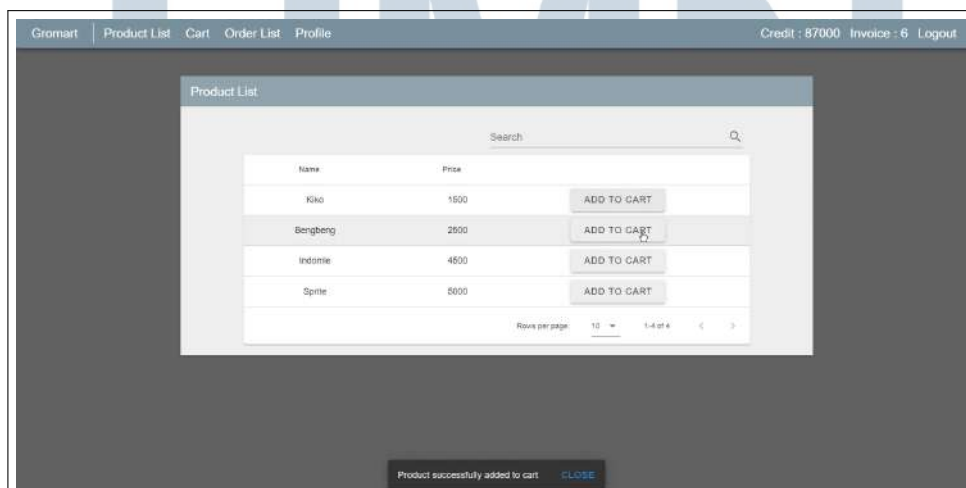 Gromart Product List Cart Order List Profile Credit : 87000 Invoice : 6 Logout
Product List
Search
Name Price
Kiko 1500 ADD TO CART
Bengbeng 2500 ADD TO CART
Indomie 4500 ADD TO CART
Sprite 5000 ADD TO CART
Rows per page: 10 1-4 of 4
Product successfully added to cart CLOSE